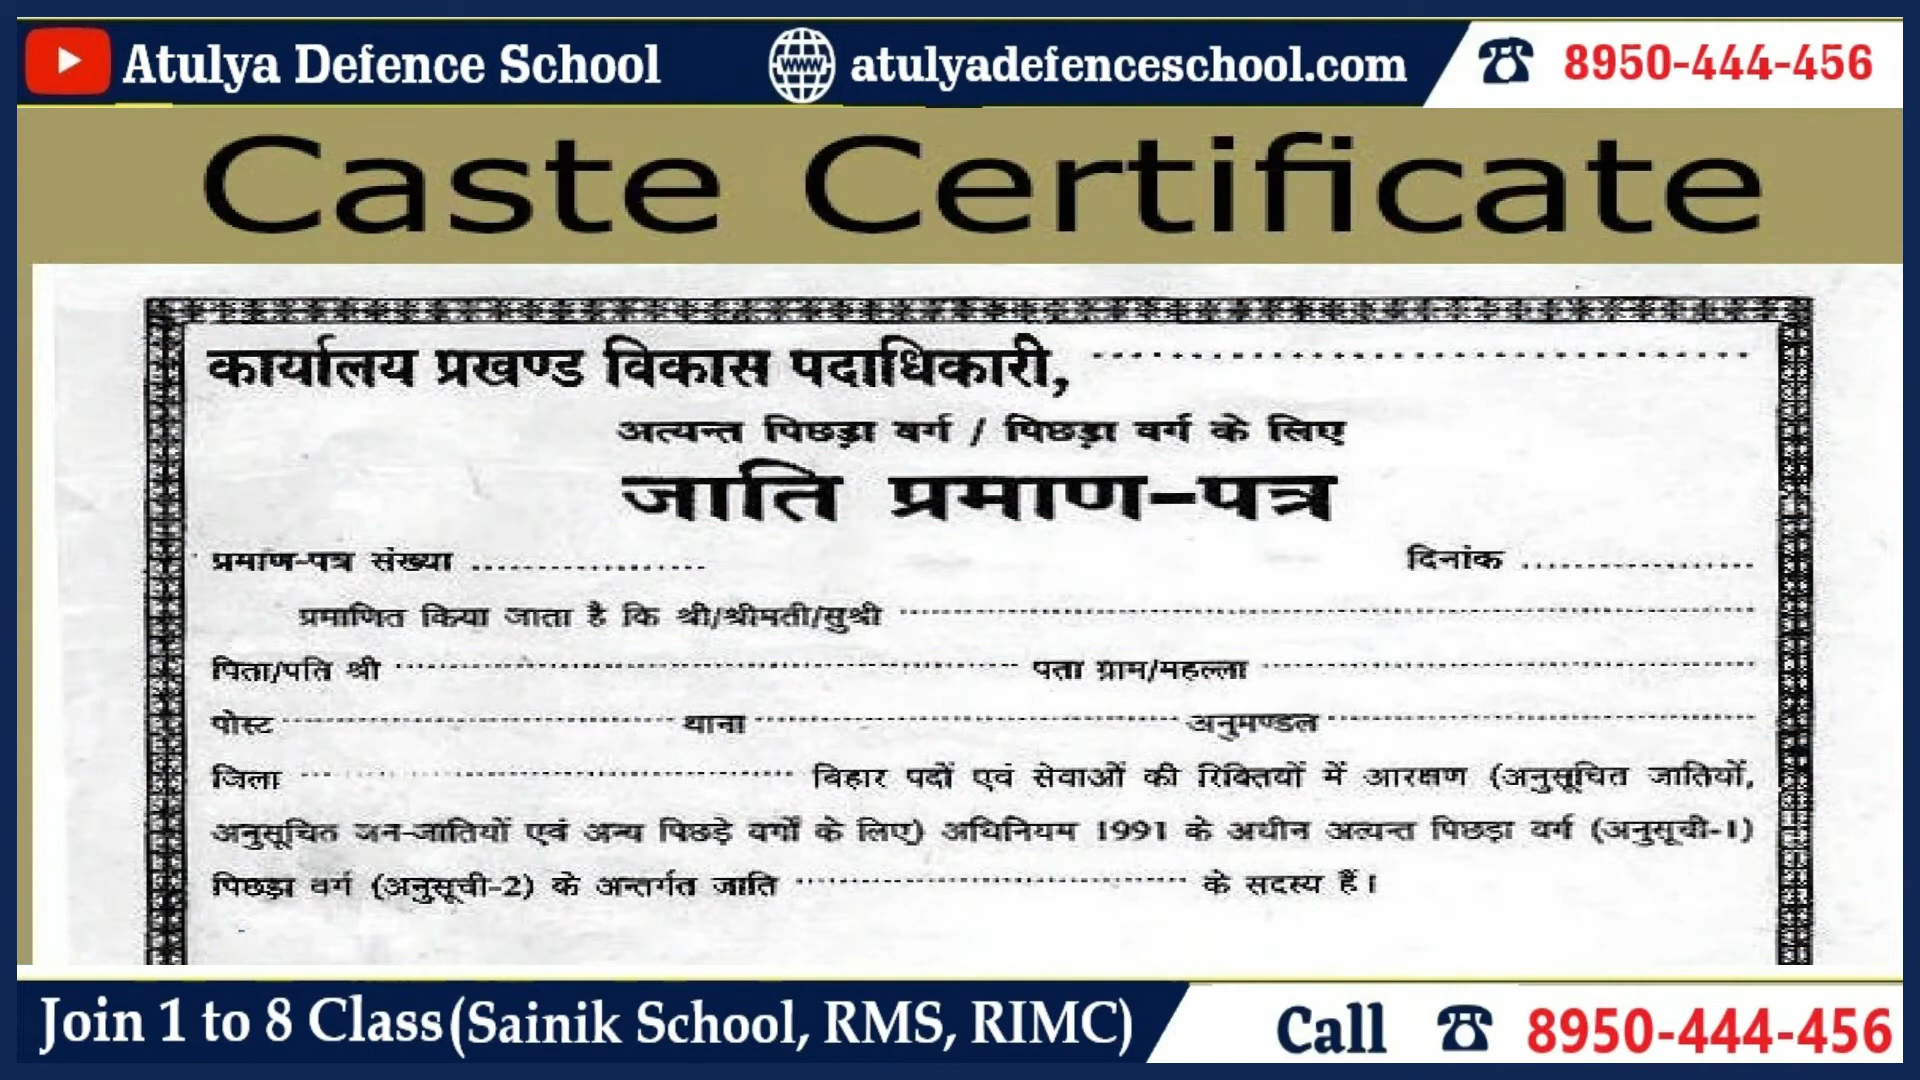 Atulya Defence School
www atulyadefenceschool.com
8950-444-456
Caste Certificate
कार्यालय प्रखण्ड विकास पदाधिकारी, ........................................
अत्यन्त पिछड़ा वर्ग / पिछड़ा वर्ग के लिए
जाति प्रमाण-पत्र
प्रमाण-पत्र संख्या ................... दिनांक ...................
प्रमाणित किया जाता है कि श्री/श्रीमती/सुश्री ........................................
पिता/पति श्री ........................................ पता ग्राम/महल्ला ........................................
पोस्ट ........................................ थाना ........................................ अनुमण्डल ........................................
जिला ........................................ बिहार पदों एवं सेवाओं की रिक्तियों में आरक्षण (अनुसूचित जातियों,
अनुसूचित जन-जातियों एवं अन्य पिछड़े वर्गों के लिए) अधिनियम 1991 के अधीन अत्यन्त पिछड़ा वर्ग (अनुसूची-1)
पिछड़ा वर्ग (अनुसूची-2) के अन्तर्गत जाति ........................................ के सदस्य हैं।
Join 1 to 8 Class (Sainik School, RMS, RIMC)
Call 8950-444-456